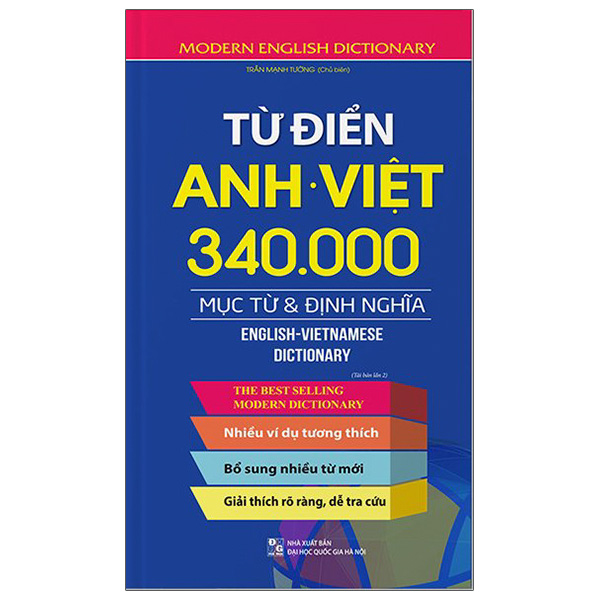 MODERN ENGLISH DICTIONARY
TRẦN MẠNH TƯỜNG (Chủ biên)
TỪ ĐIỂN
ANH · VIỆT
340.000
MỤC TỪ & ĐỊNH NGHĨA
ENGLISH-VIETNAMESE
DICTIONARY
(Tái bản lần 2)
THE BEST SELLING
MODERN DICTIONARY
Nhiều ví dụ tương thích
Bổ sung nhiều từ mới
Giải thích rõ ràng, dễ tra cứu
NHÀ XUẤT BẢN
ĐẠI HỌC QUỐC GIA HÀ NỘI